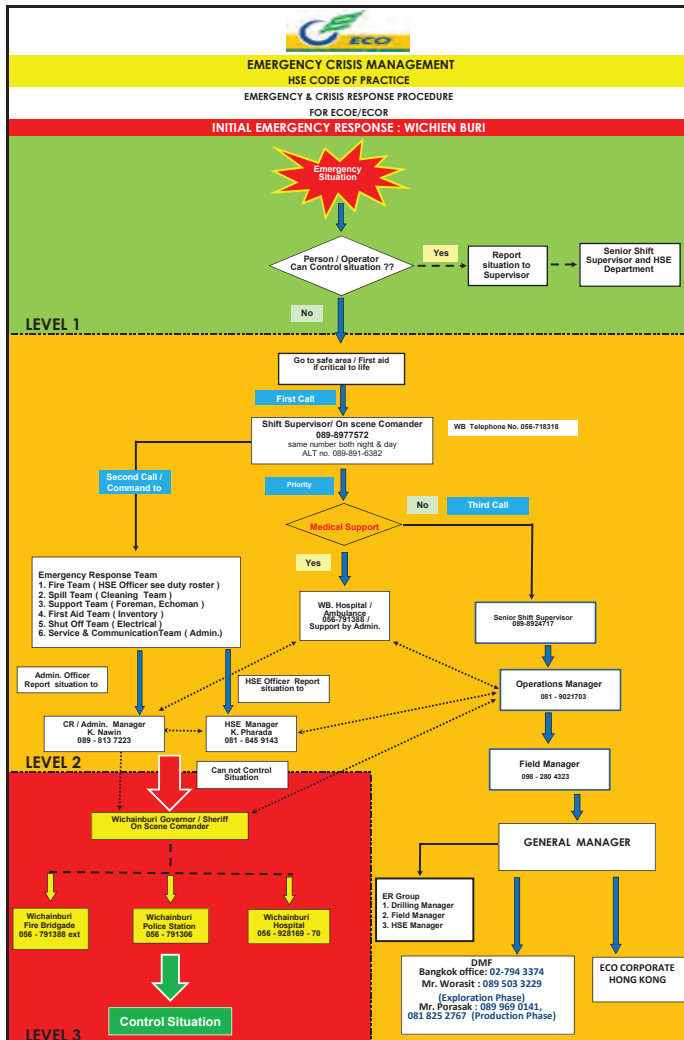 ECO
EMERGENCY CRISIS MANAGEMENT
HSE CODE OF PRACTICE
EMERGENCY & CRISIS RESPONSE PROCEDURE
FOR ECOE/ECOR
INITIAL EMERGENCY RESPONSE : WICHIEN BURI
Emergency
Situation
Person / Operator
Can Control situation ??
Yes
Report
situation to
Supervisor
Senior Shift
Supervisor and HSE
Department
No
LEVEL 1
Go to safe area / First aid
if critical to life
First Call
Shift Supervisor/ On scene Comander
089-8977572
same number both night & day
ALT no. 089-891-6382
WB Telephone No. 056-718318
Second Call /
Command to
Priority
No
Third Call
Medical Support
Yes
Emergency Response Team
1. Fire Team ( HSE Officer see duty roster )
2. Spill Team ( Cleaning Team )
3. Support Team ( Foreman, Echoman )
4. First Aid Team ( Inventory )
5. Shut Off Team ( Electrical )
6. Service & CommunicationTeam ( Admin.)
WB. Hospital /
Ambulance
056-791388 /
Support by Admin.
Senior Shift Supervisor
089-8924717
Admin. Officer
Report situation to
HSE Officer Report
situation to
Operations Manager
081 - 9021703
CR / Admin. Manager
K. Nawin
089 - 813 7223
HSE Manager
K. Pharada
081 - 845 9143
Field Manager
098 - 280 4323
LEVEL 2
Can not Control
Situation
Wichainburi Governor / Sheriff
On Scene Comander
GENERAL MANAGER
ER Group
1. Drilling Manager
2. Field Manager
3. HSE Manager
Wichainburi
Fire Bridgade
056 - 791388 ext
Wichainburi
Police Station
056 - 791306
Wichainburi
Hospital
056 - 928169 - 70
DMF
Bangkok office: 02-794 3374
Mr. Worasit : 089 503 3229
(Exploration Phase)
Mr. Porasak : 089 969 0141,
081 825 2767 (Production Phase)
ECO CORPORATE
HONG KONG
Control Situation
LEVEL 3